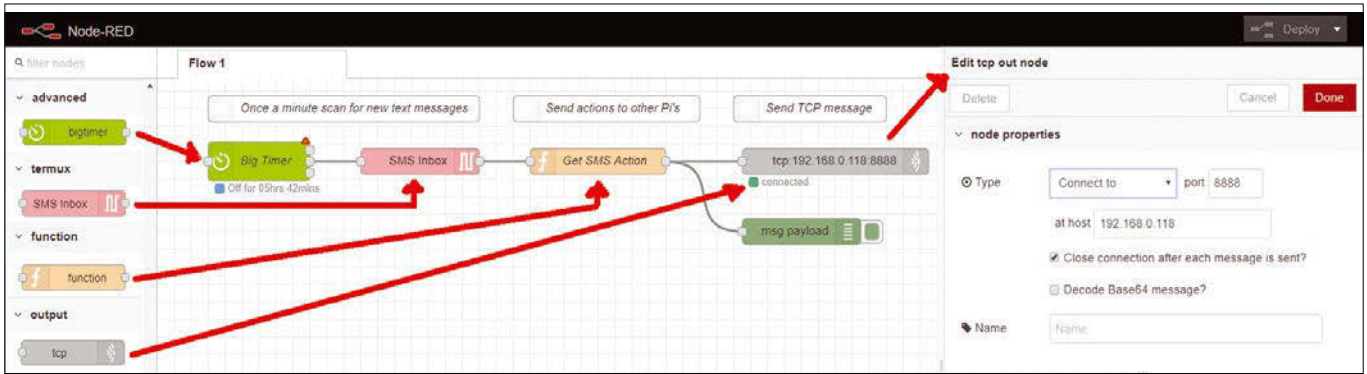 Node-RED
Deploy
filter nodes
Flow 1
Edit tcp out node
advanced
bigtimer
termux
SMS Inbox
function
function
output
tcp
Once a minute scan for new text messages
Send actions to other Pi's
Send TCP message
Big Timer
Off for 05hrs 42mins
SMS Inbox
Get SMS Action
tcp:192.168.0.118:8888
connected
msg.payload
Delete
Cancel
Done
node properties
Type
Connect to
port
8888
at host
192.168.0.118
Close connection after each message is sent?
Decode Base64 message?
Name
Name